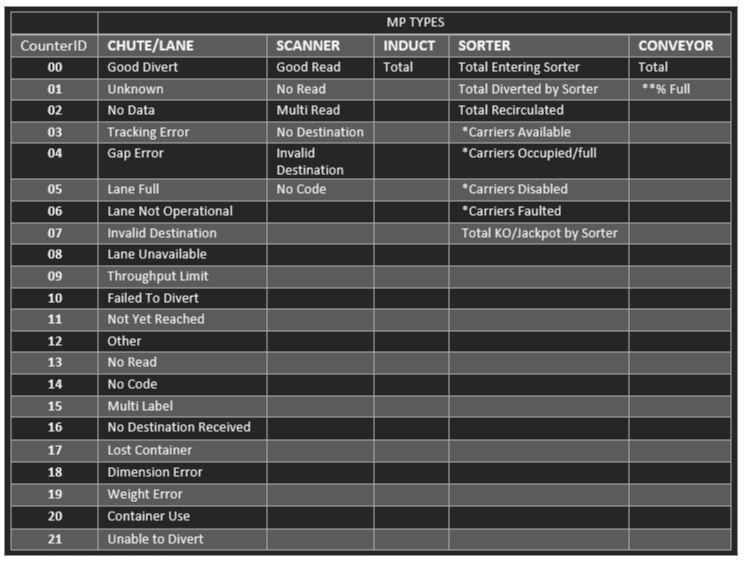 MP TYPES
CounterID CHUTE/LANE SCANNER INDUCT SORTER CONVEYOR
00 Good Divert Good Read Total Total Entering Sorter Total
01 Unknown No Read Total Diverted by Sorter **% Full
02 No Data Multi Read Total Recirculated
03 Tracking Error No Destination *Carriers Available
04 Gap Error Invalid Destination *Carriers Occupied/full
05 Lane Full No Code *Carriers Disabled
06 Lane Not Operational *Carriers Faulted
07 Invalid Destination Total KO/Jackpot by Sorter
08 Lane Unavailable
09 Throughput Limit
10 Failed To Divert
11 Not Yet Reached
12 Other
13 No Read
14 No Code
15 Multi Label
16 No Destination Received
17 Lost Container
18 Dimension Error
19 Weight Error
20 Container Use
21 Unable to Divert